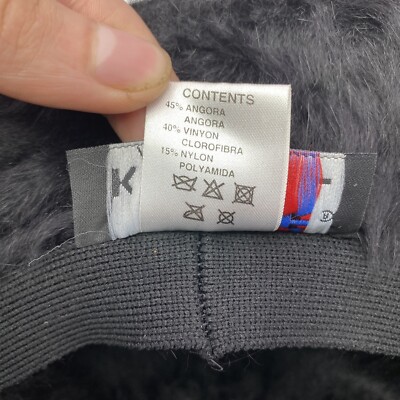 CONTENTS
45% ANGORA
ANGORA
40% VINYON
CLOROFIBRA
15% NYLON
POLYAMIDA
K L
®